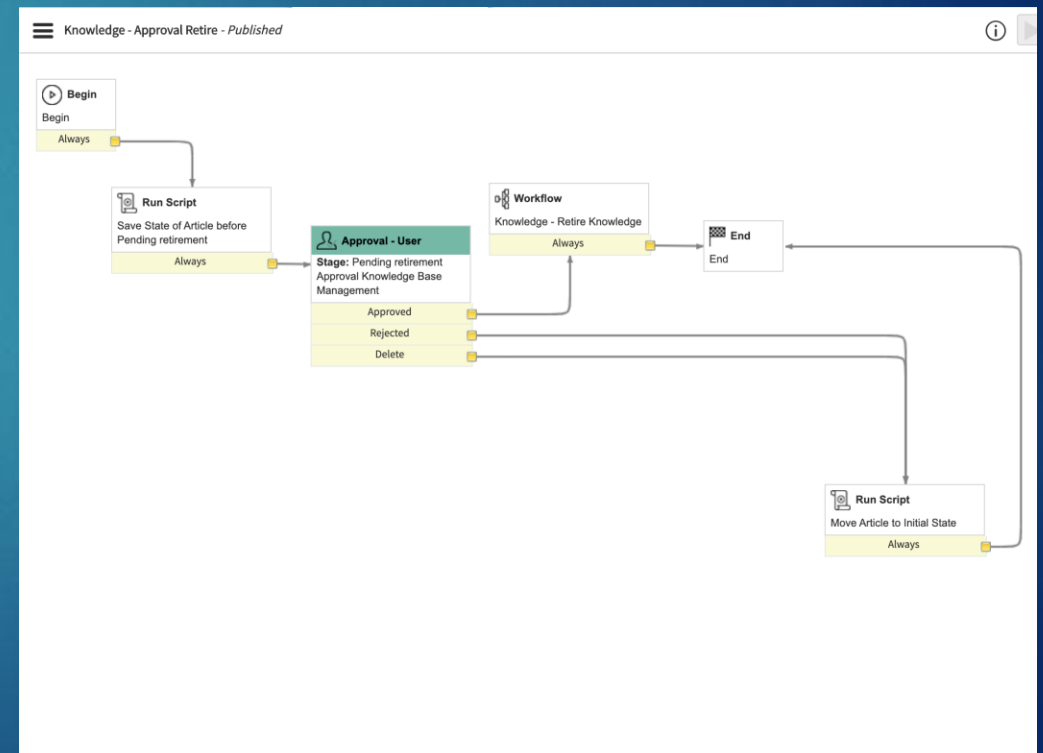 Knowledge - Approval Retire - Published
Begin
Begin
Always
Run Script
Save State of Article before
Pending retirement
Always
Approval - User
Stage: Pending retirement
Approval Knowledge Base
Management
Approved
Rejected
Delete
Workflow
Knowledge - Retire Knowledge
Always
End
End
Run Script
Move Article to Initial State
Always